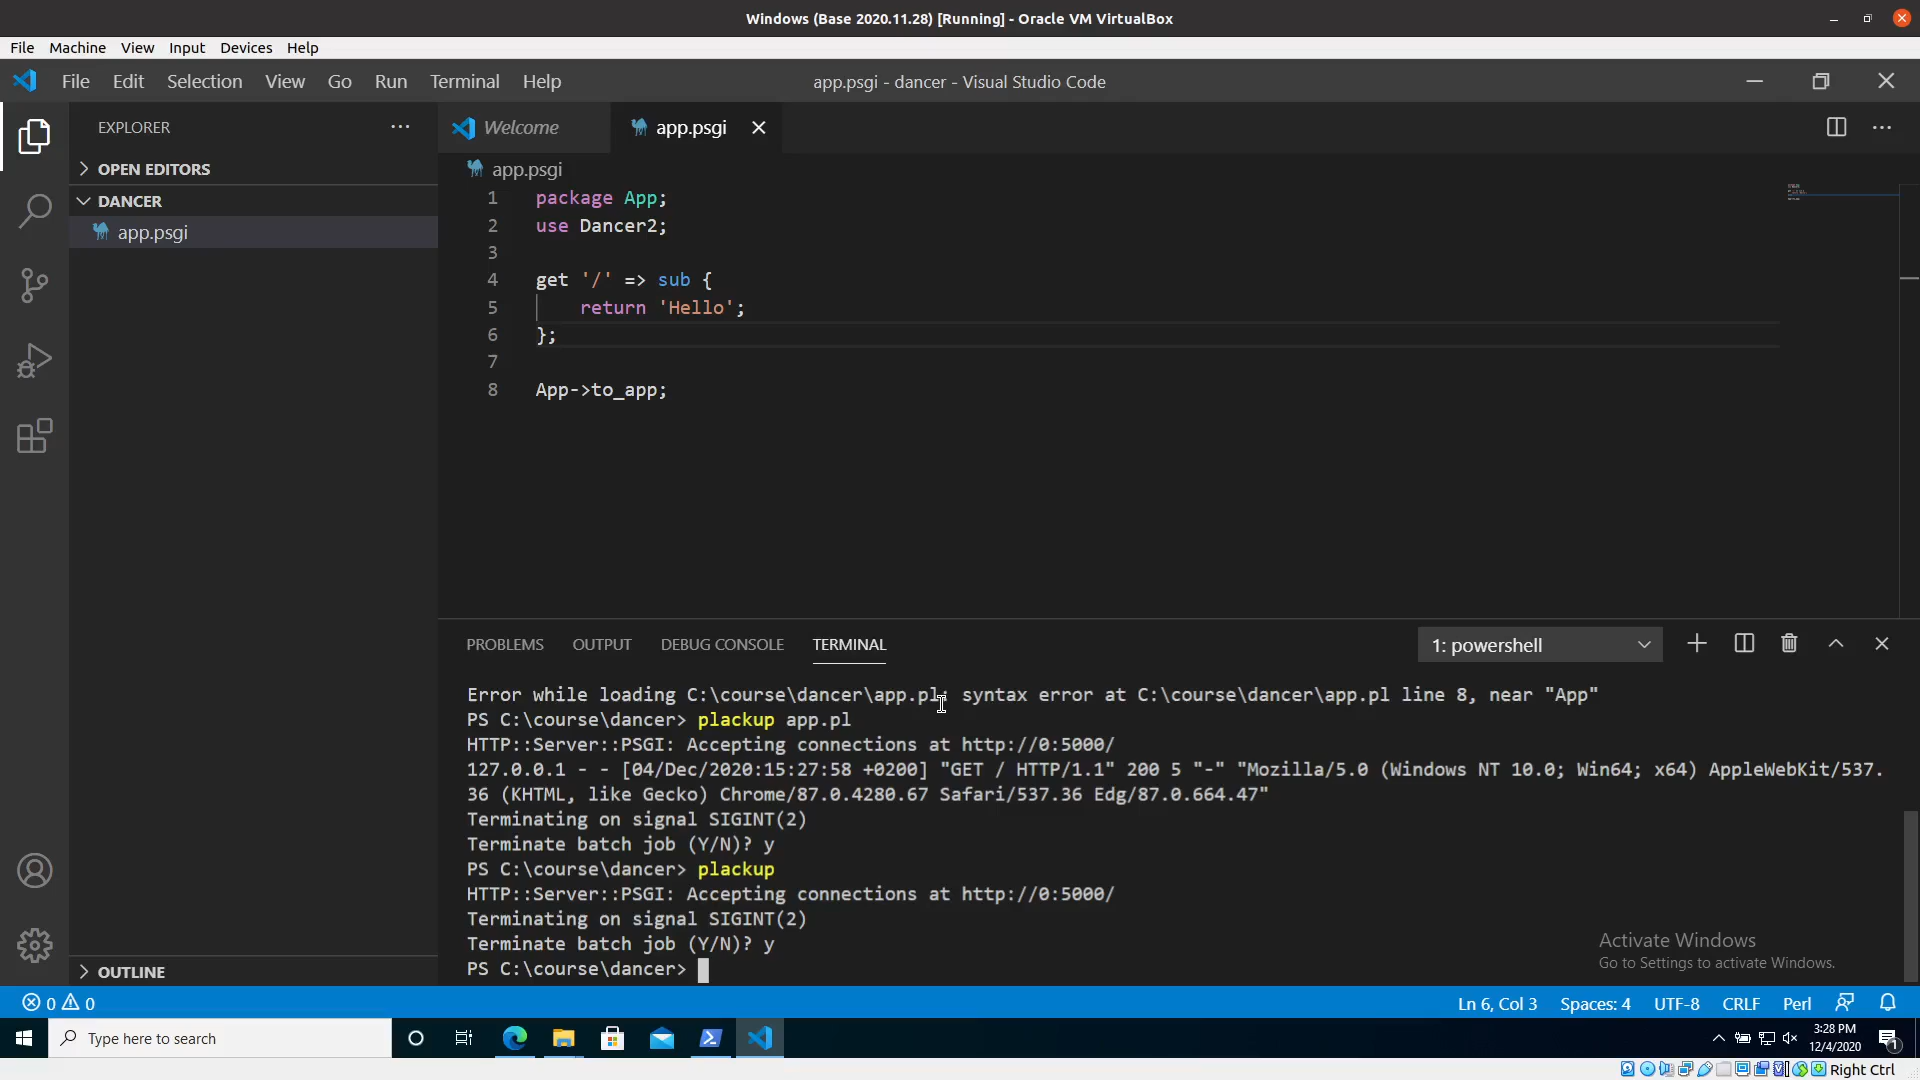 Windows (Base 2020.11.28) [Running] - Oracle VM VirtualBox
File Machine View Input Devices Help
File Edit Selection View Go Run Terminal Help
app.psgi - dancer - Visual Studio Code
EXPLORER
Welcome
app.psgi
OPEN EDITORS
app.psgi
DANCER
app.psgi
1 package App;
2 use Dancer2;
3
4 get '/' => sub {
5 return 'Hello';
6 };
7
8 App->to_app;
PROBLEMS OUTPUT DEBUG CONSOLE TERMINAL
1: powershell
Error while loading C:\course\dancer\app.pl: syntax error at C:\course\dancer\app.pl line 8, near "App"
PS C:\course\dancer> plackup app.pl
HTTP::Server::PSGI: Accepting connections at http://0:5000/
127.0.0.1 - - [04/Dec/2020:15:27:58 +0200] "GET / HTTP/1.1" 200 5 "-" "Mozilla/5.0 (Windows NT 10.0; Win64; x64) AppleWebKit/537.
36 (KHTML, like Gecko) Chrome/87.0.4280.67 Safari/537.36 Edg/87.0.664.47"
Terminating on signal SIGINT(2)
Terminate batch job (Y/N)? y
PS C:\course\dancer> plackup
HTTP::Server::PSGI: Accepting connections at http://0:5000/
Terminating on signal SIGINT(2)
Terminate batch job (Y/N)? y
PS C:\course\dancer>
Activate Windows
Go to Settings to activate Windows.
OUTLINE
0 0
Ln 6, Col 3 Spaces: 4 UTF-8 CRLF Perl
Type here to search
3:28 PM
12/4/2020
1
Right Ctrl